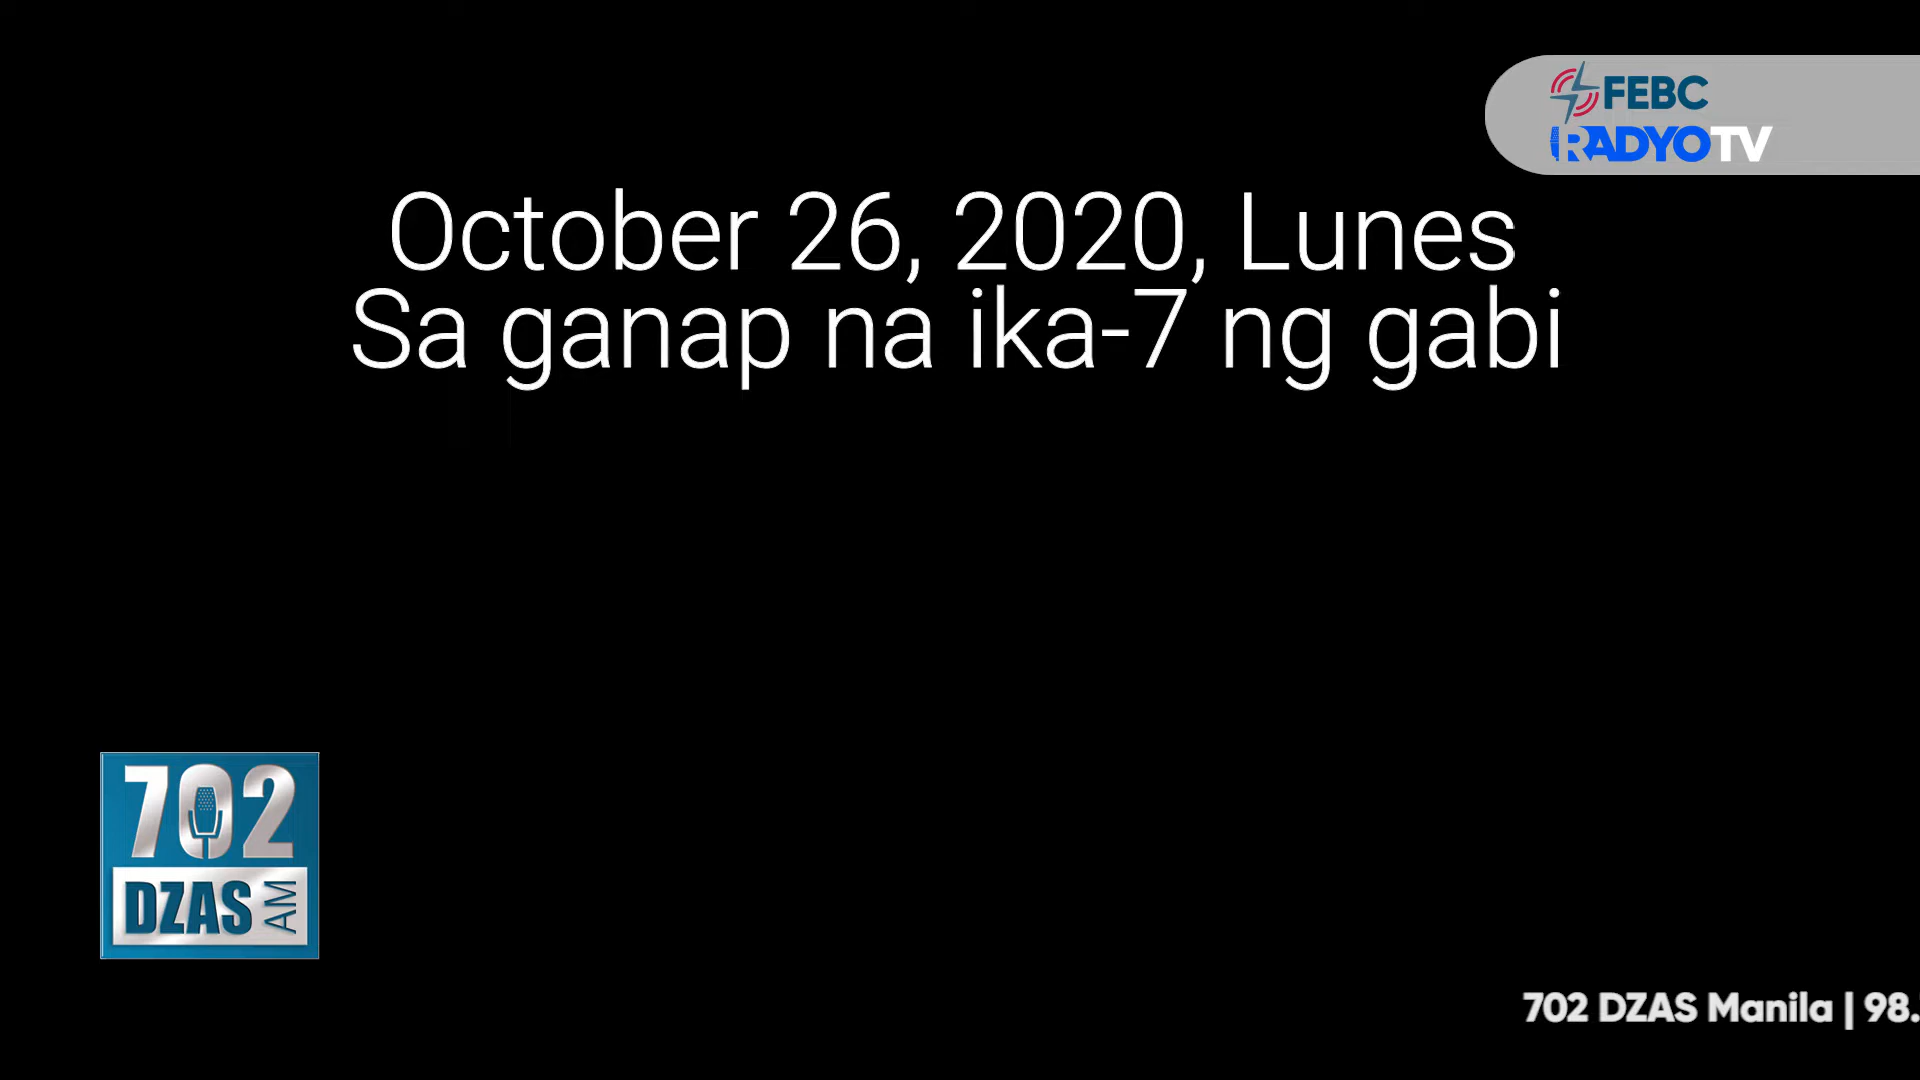 FEBC
RADYOTV
October 26, 2020, Lunes
Sa ganap na ika-7 ng gabi
702
DZAS AM
702 DZAS Manila | 98.